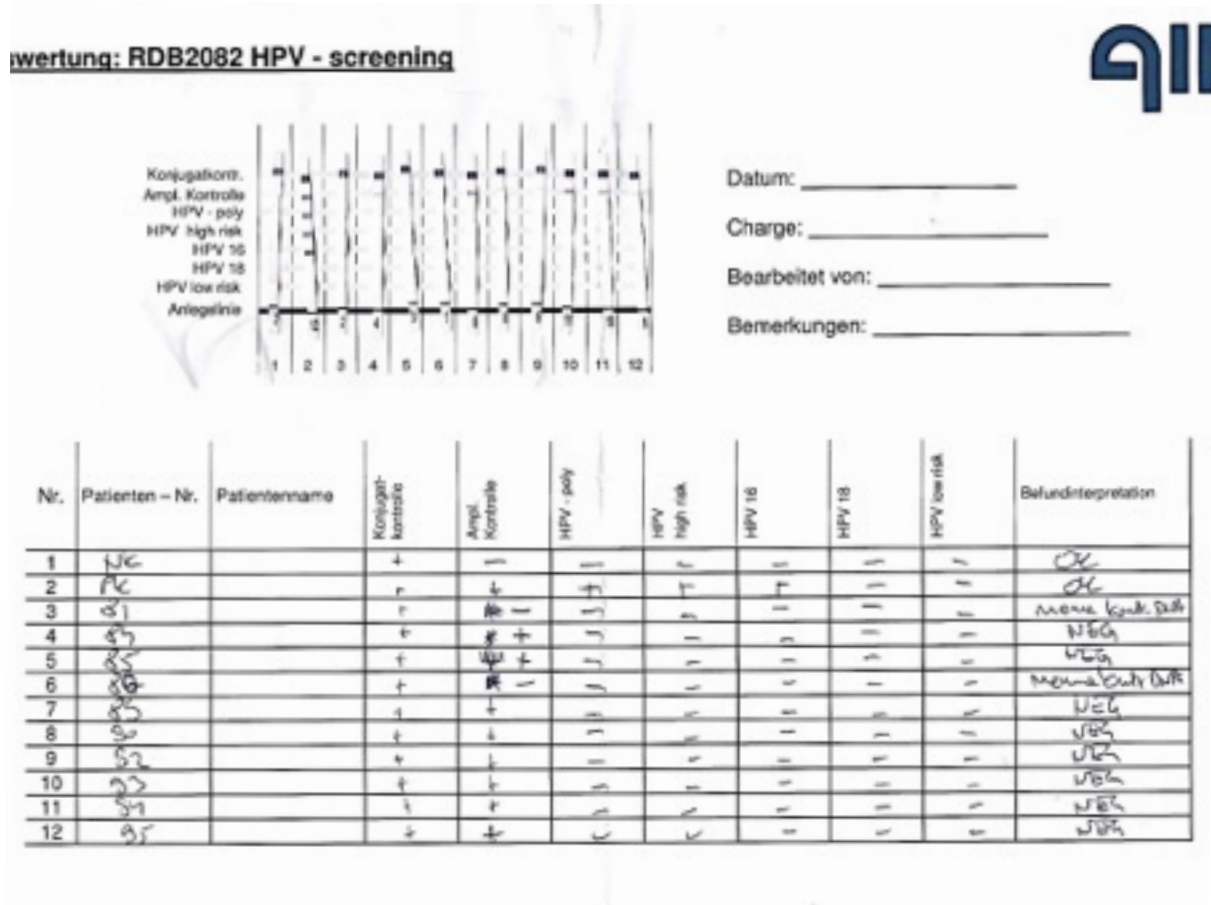 swertung: RDB2082 HPV - screening
Konjugatkontr.
Ampl. Kontrolle
HPV - poly
HPV high risk
HPV 16
HPV 18
HPV low risk
Anlegelinie
1 2 3 4 5 6 7 8 9 10 11 12
Datum:
Charge:
Bearbeitet von:
Bemerkungen:
Nr. Patienten – Nr. Patientenname Konjugat-kontrolle Ampl. Kontrolle HPV - poly HPV high risk HPV 16 HPV 18 HPV low risk Befundinterpretation
1 NK + – – – – – – OK
2 PK + + + + + – – OK
3 + – – – – – –
4 + + – – – – – NEG
5 85 + + – – – – – NEG
6 + – – – – – –
7 + + – – – – – NEG
8 90 + + – – – – – NEG
9 92 + + – – – – – NEG
10 93 + + – – – – – NEG
11 94 + + – – – – – NEG
12 95 + + – – – – – NEG